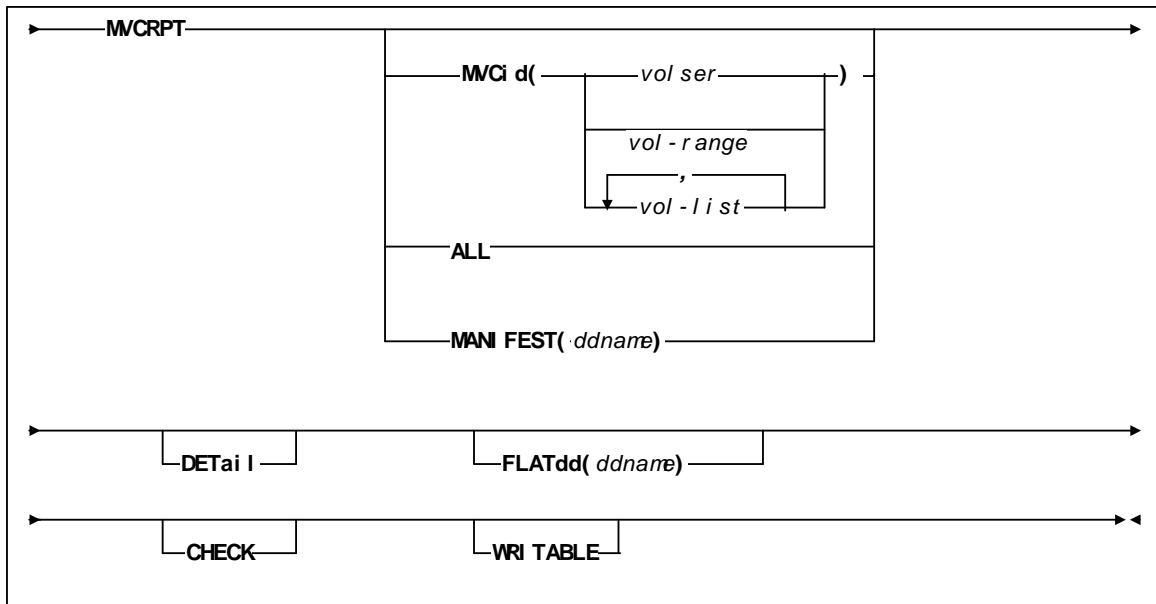 MVCRPT
MVCid( volser )
vol-range
,
vol-list
ALL
MANIFEST( ddname)
DETail FLATdd( ddname)
CHECK WRITABLE